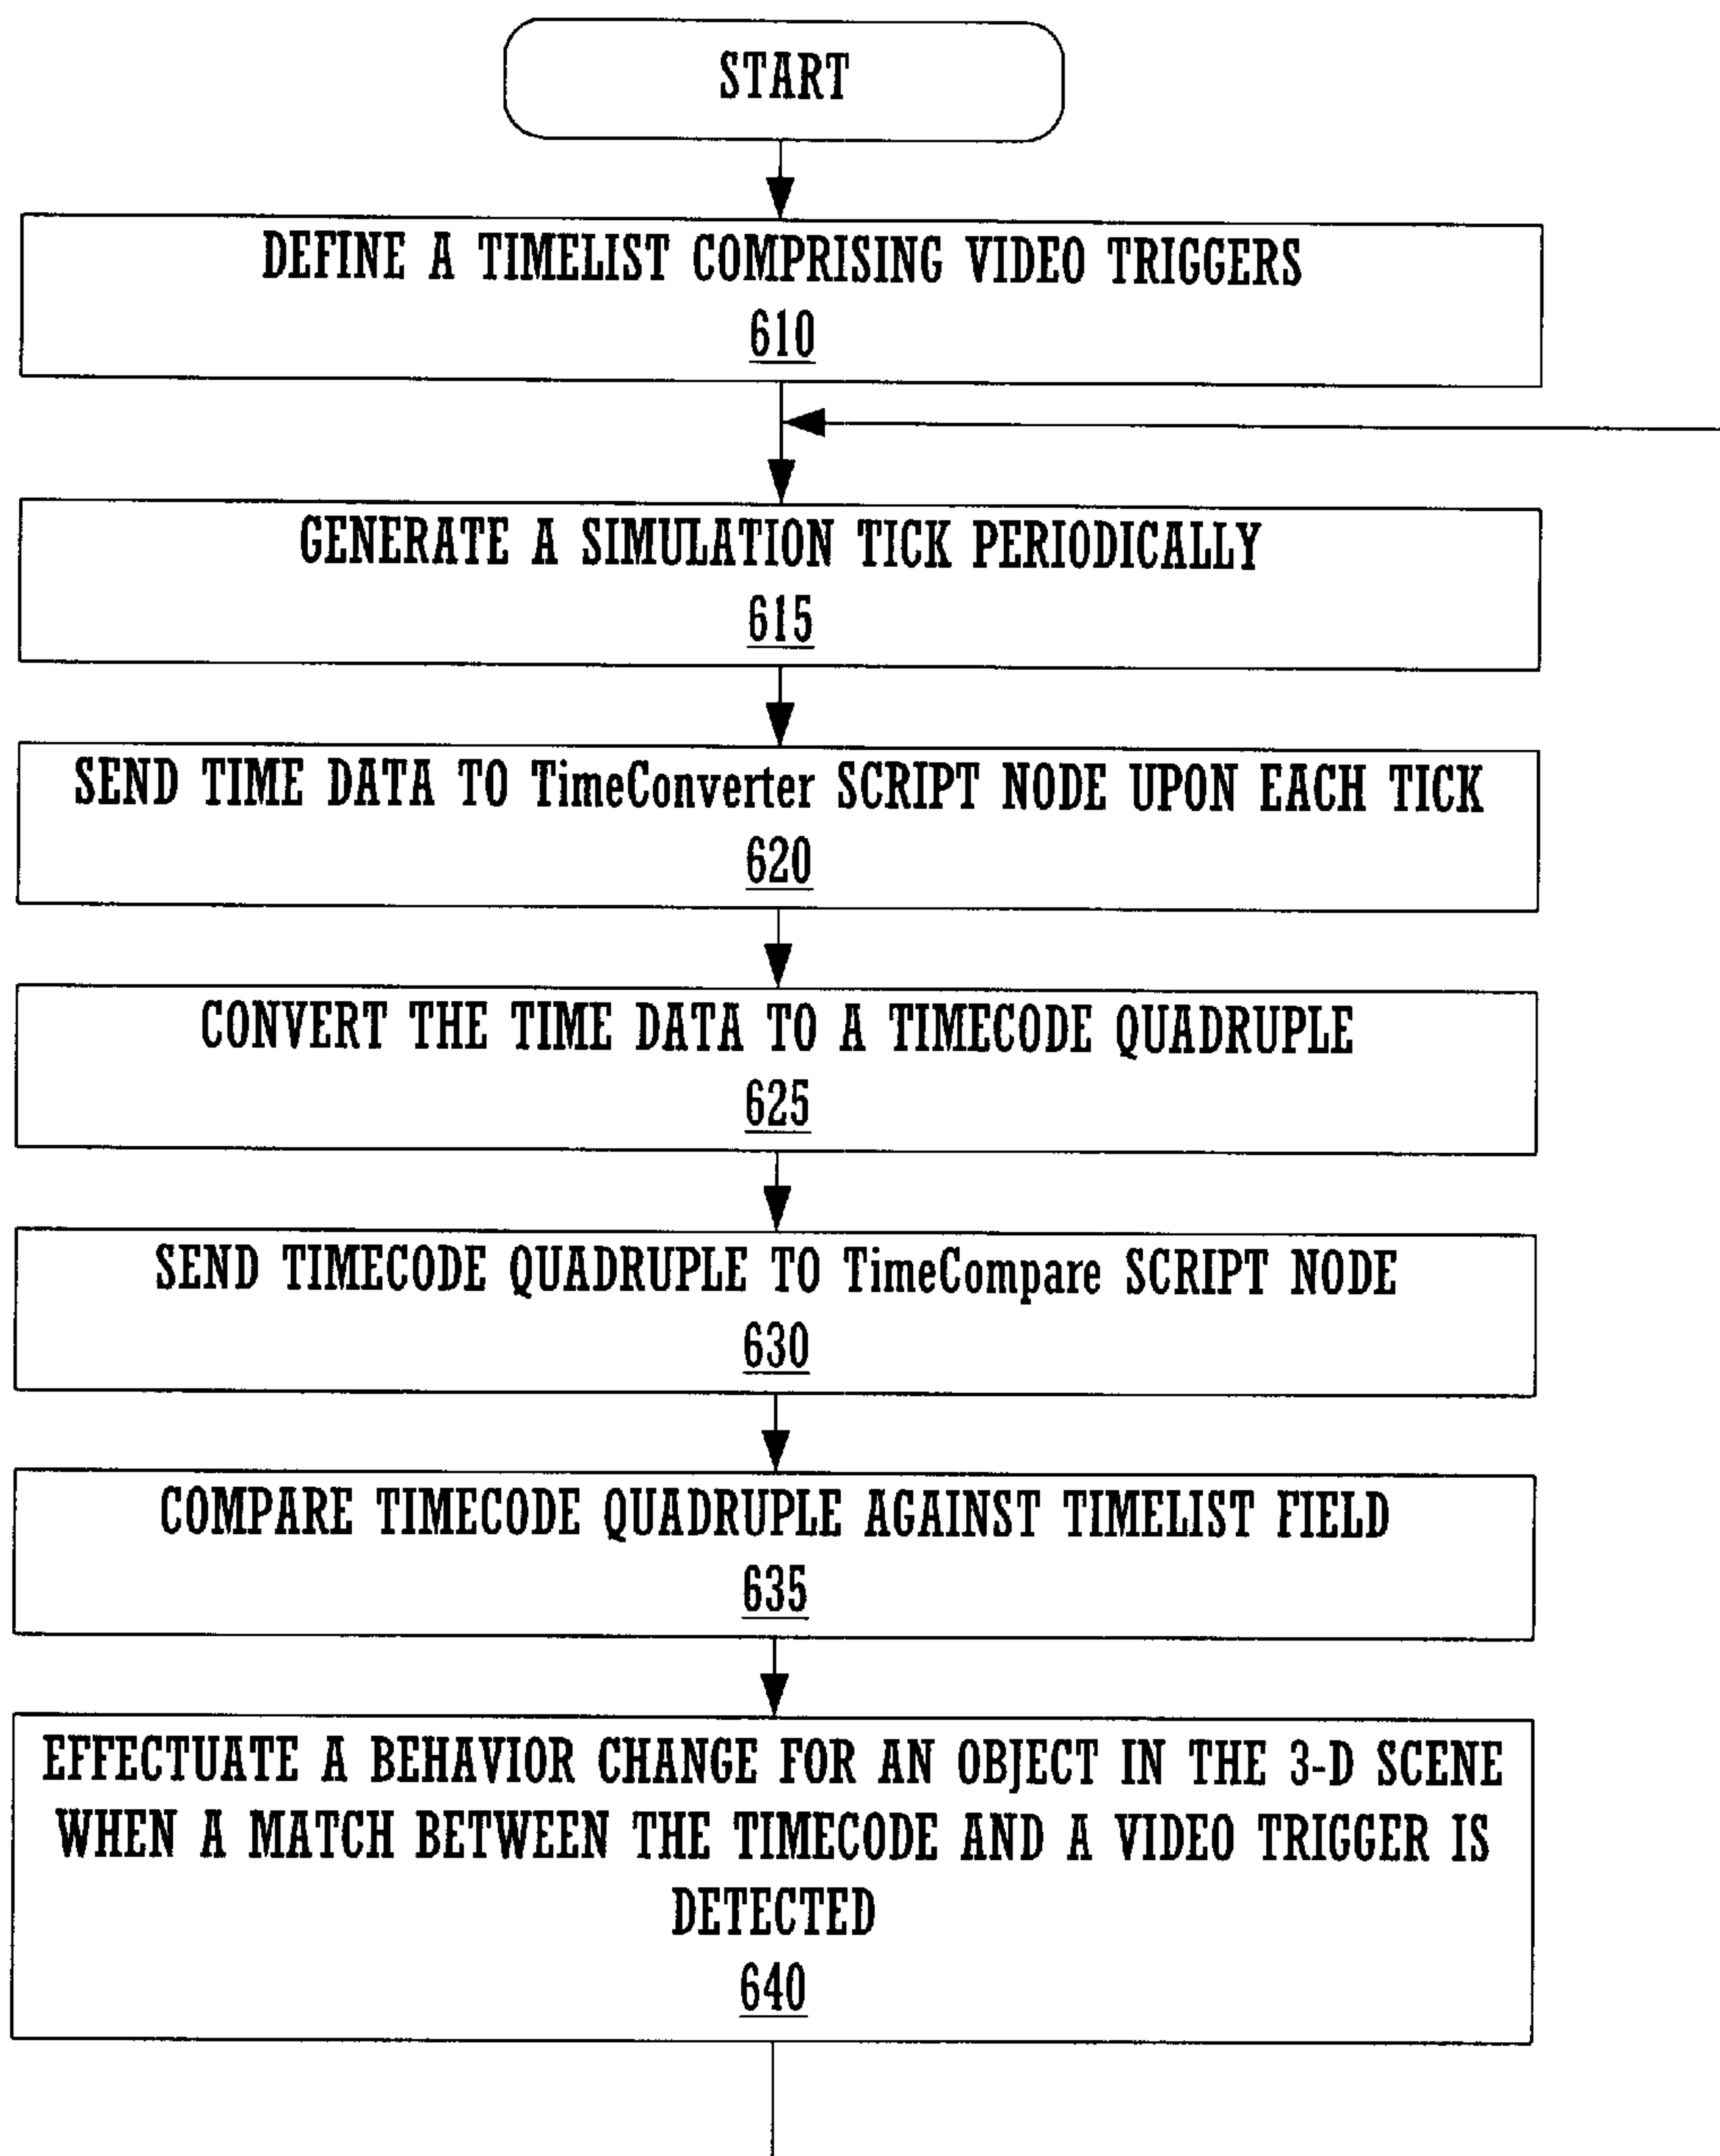 START
DEFINE A TIMELIST COMPRISING VIDEO TRIGGERS
610
GENERATE A SIMULATION TICK PERIODICALLY
615
SEND TIME DATA TO TimeConverter SCRIPT NODE UPON EACH TICK
620
CONVERT THE TIME DATA TO A TIMECODE QUADRUPLE
625
SEND TIMECODE QUADRUPLE TO TimeCompare SCRIPT NODE
630
COMPARE TIMECODE QUADRUPLE AGAINST TIMELIST FIELD
635
EFFECTUATE A BEHAVIOR CHANGE FOR AN OBJECT IN THE 3-D SCENE
WHEN A MATCH BETWEEN THE TIMECODE AND A VIDEO TRIGGER IS
DETECTED
640